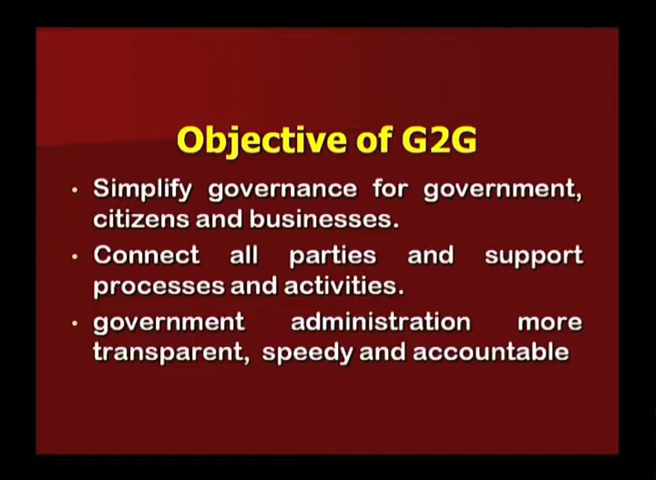 Objective of G2G
• Simplify governance for government,
citizens and businesses.
• Connect all parties and support
processes and activities.
• government administration more
transparent, speedy and accountable